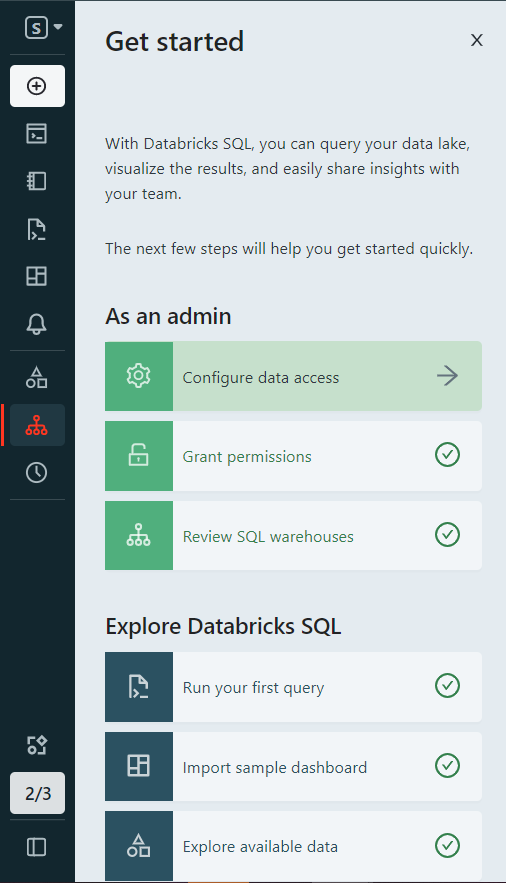 S
Get started
X
With Databricks SQL, you can query your data lake,
visualize the results, and easily share insights with
your team.
The next few steps will help you get started quickly.
As an admin
Configure data access
Grant permissions
Review SQL warehouses
Explore Databricks SQL
Run your first query
Import sample dashboard
Explore available data
2/3